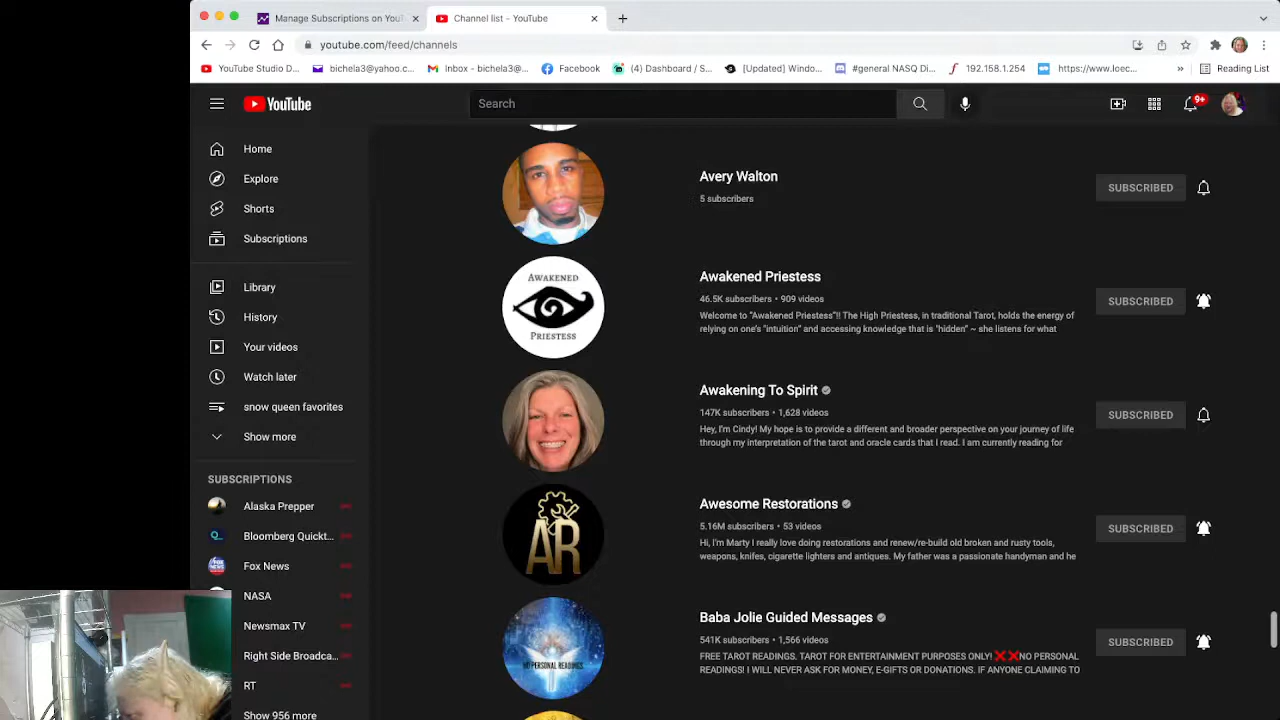 Manage Subscriptions on YouT
Channel list - YouTube
youtube.com/feed/channels
YouTube Studio D...
bichela3@yahoo.c...
Inbox - bichela3@...
Facebook
(4) Dashboard / S...
[Updated] Windo...
#general NASQ Di...
192.158.1.254
https://www.loec...
»
Reading List
YouTube
Search
9+
Home
Explore
Shorts
Subscriptions
Library
History
Your videos
Watch later
snow queen favorites
Show more
SUBSCRIPTIONS
Alaska Prepper
Bloomberg Quickt...
Fox News
NASA
Newsmax TV
Right Side Broadca...
RT
Show 956 more
Avery Walton
5 subscribers
SUBSCRIBED
AWAKENED
PRIESTESS
Awakened Priestess
46.5K subscribers • 909 videos
Welcome to "Awakened Priestess"!! The High Priestess, in traditional Tarot, holds the energy of
relying on one's "intuition" and accessing knowledge that is "hidden" ~ she listens for what
SUBSCRIBED
Awakening To Spirit
147K subscribers • 1,628 videos
Hey, I'm Cindy! My hope is to provide a different and broader perspective on your journey of life
through my interpretation of the tarot and oracle cards that I read. I am currently reading for
SUBSCRIBED
AR
Awesome Restorations
5.16M subscribers • 53 videos
Hi, I'm Marty I really love doing restorations and renew/re-build old broken and rusty tools,
weapons, knifes, cigarette lighters and antiques. My father was a passionate handyman and he
SUBSCRIBED
NO PERSONAL READINGS
Baba Jolie Guided Messages
541K subscribers • 1,566 videos
FREE TAROT READINGS. TAROT FOR ENTERTAINMENT PURPOSES ONLY! ❌❌NO PERSONAL
READINGS! I WILL NEVER ASK FOR MONEY, E-GIFTS OR DONATIONS. IF ANYONE CLAIMING TO
SUBSCRIBED